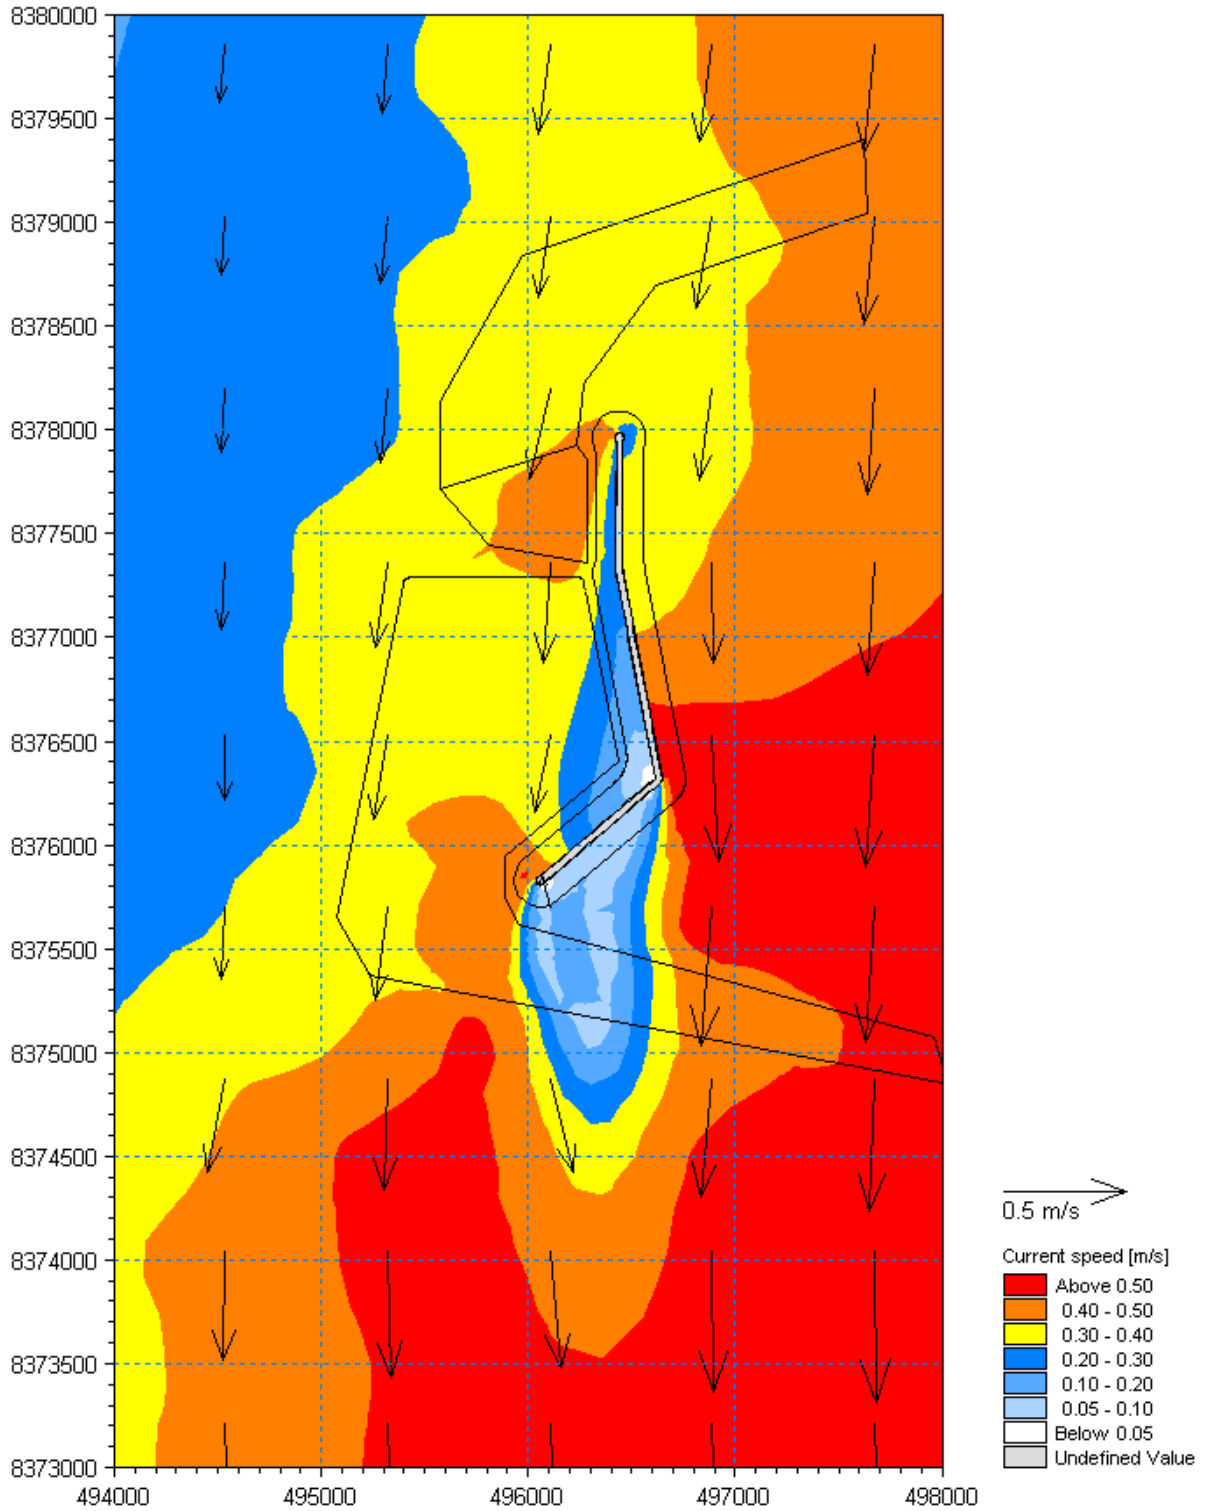 8380000
8379500
8379000
8378500
8378000
8377500
8377000
8376500
8376000
8375500
8375000
8374500
8374000
8373500
8373000
494000
495000
496000
497000
498000
0.5 m/s
Current speed [m/s]
Above 0.50
0.40 - 0.50
0.30 - 0.40
0.20 - 0.30
0.10 - 0.20
0.05 - 0.10
Below 0.05
Undefined Value